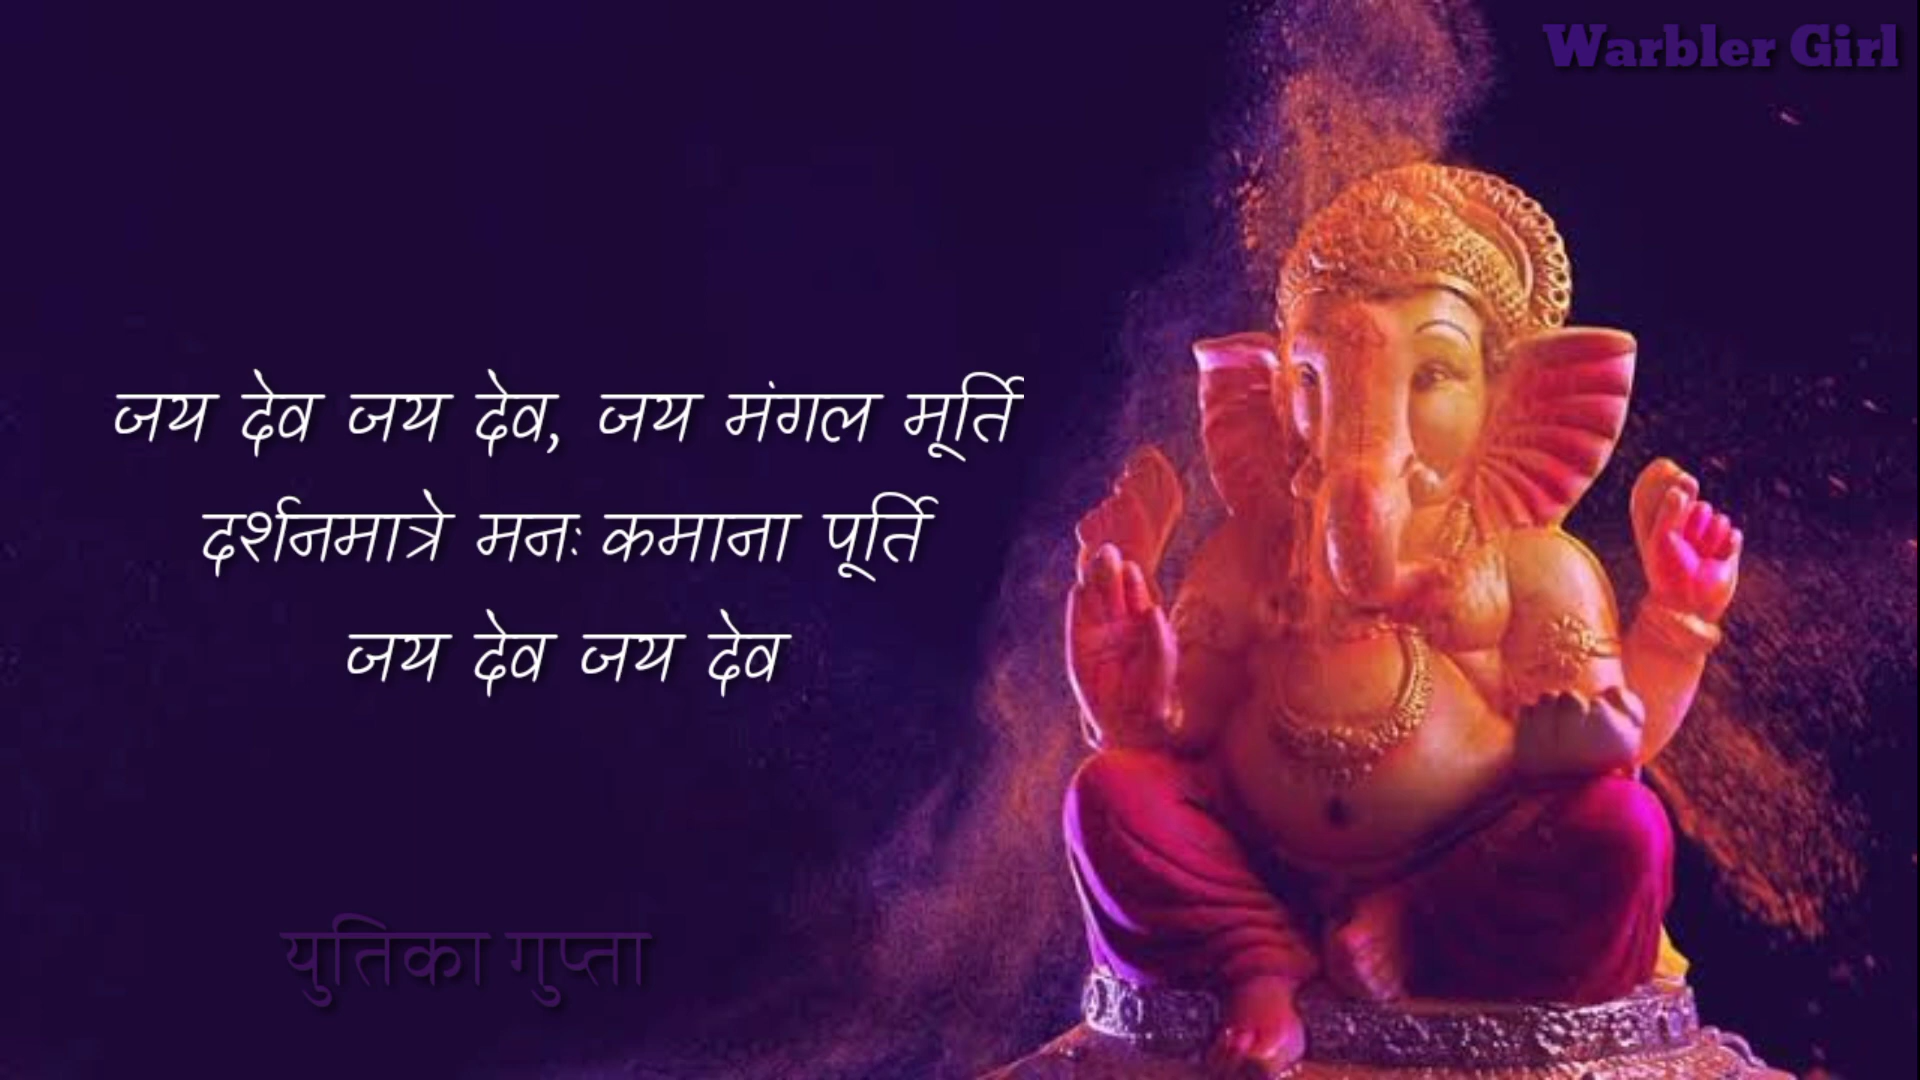 Warbler Girl
जय देव जय देव, जय मंगल मूर्ति
दर्शनमात्रे मनः कमाना पूर्ति
जय देव जय देव
युतिका गुप्ता